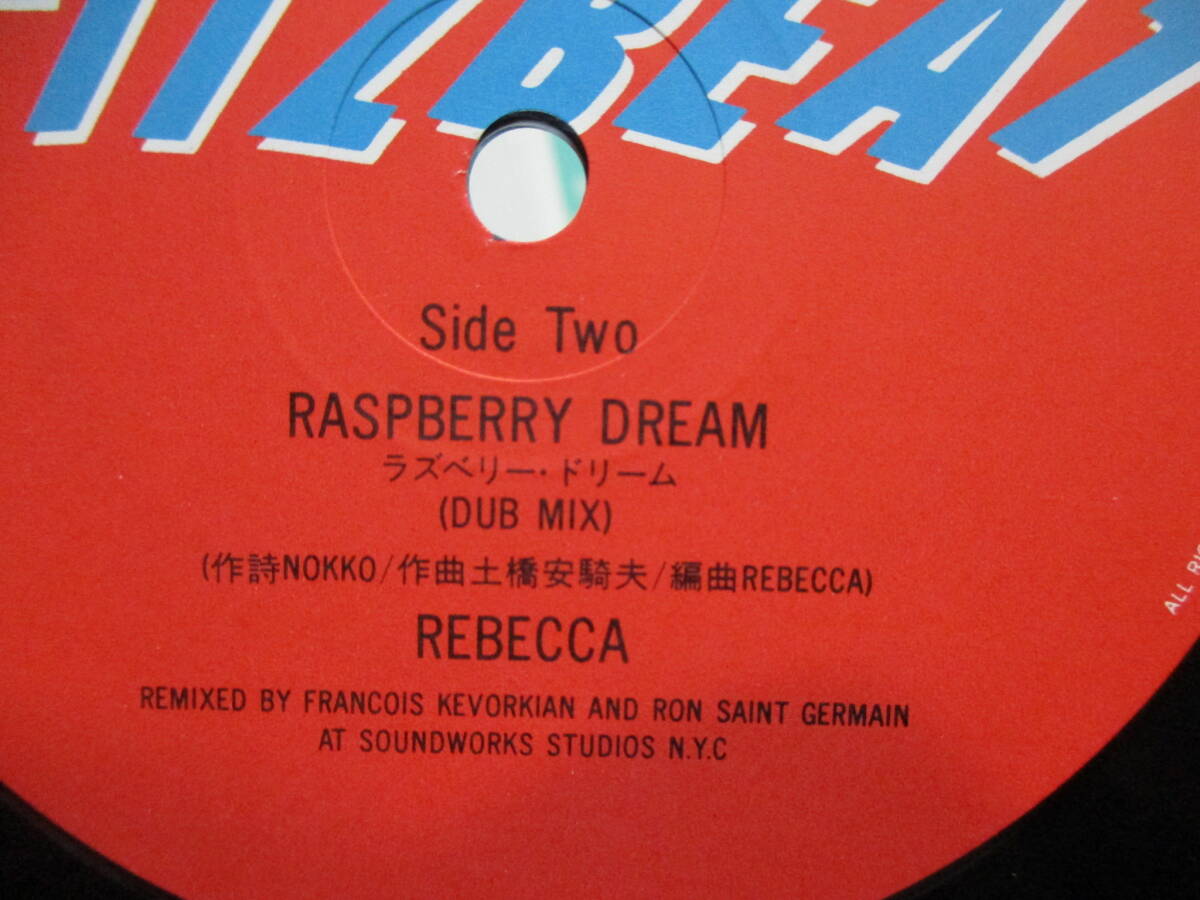 Side Two
RASPBERRY DREAM
ラズベリー・ドリーム
(DUB MIX)
(作詩NOKKO/作曲土橋安騎夫/編曲REBECCA)
REBECCA
REMIXED BY FRANCOIS KEVORKIAN AND RON SAINT GERMAIN
AT SOUNDWORKS STUDIOS N.Y.C
ALL